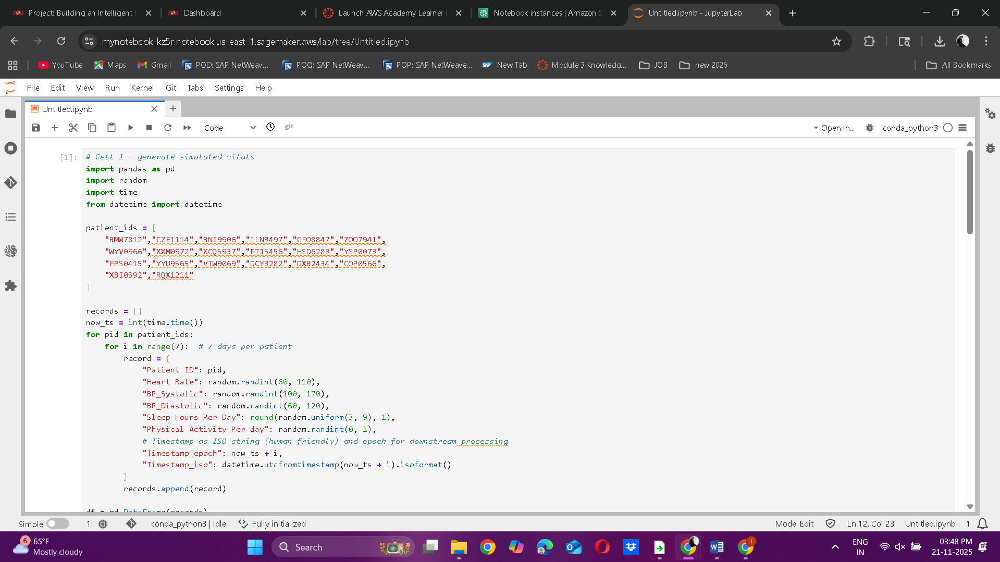 Project: Building an Intelligent H
Dashboard
Launch AWS Academy Learner
Notebook instances | Amazon S
Untitled.ipynb - JupyterLab
mynotebook-kz5r.notebook.us-east-1.sagemaker.aws/lab/tree/Untitled.ipynb
YouTube
Maps
Gmail
POD: SAP NetWeav...
POQ: SAP NetWeav...
POP: SAP NetWeave...
SAP
New Tab
Module 3 Knowledg...
JOB
new 2026
All Bookmarks
File Edit View Run Kernel Git Tabs Settings Help
Untitled.ipynb
Code
git
Open in...
conda_python3
[1]:
# Cell 1 — generate simulated vitals
import pandas as pd
import random
import time
from datetime import datetime
patient_ids = [
"BMW7812","CZE1114","BNI9906","JLN3497","GFO8847","ZOO7941",
"WYV0966","XXM0972","XCQ5937","FTJ5456","HSD6283","YSP0073",
"FPS0415","YYU9565","VTW9069","DCY3282","DXB2434","COP0566",
"XBI0592","RQX1211"
]
records = []
now_ts = int(time.time())
for pid in patient_ids:
for i in range(7):  # 7 days per patient
record = {
"Patient ID": pid,
"Heart Rate": random.randint(60, 110),
"BP_Systolic": random.randint(100, 170),
"BP_Diastolic": random.randint(60, 120),
"Sleep Hours Per Day": round(random.uniform(3, 9), 1),
"Physical Activity Per day": random.randint(0, 1),
# Timestamp as ISO string (human friendly) and epoch for downstream processing
"Timestamp_epoch": now_ts + i,
"Timestamp_iso": datetime.utcfromtimestamp(now_ts + i).isoformat()
}
records.append(record)
df = pd.DataFrame(records)
Simple
1
conda_python3 | Idle
Fully initialized
Mode: Edit
Ln 12, Col 23
Untitled.ipynb
1
6
65°F
Mostly cloudy
Search
ENG
IN
03:48 PM
21-11-2025